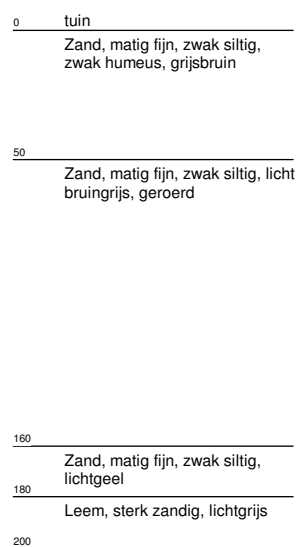 0 tuin
Zand, matig fijn, zwak siltig,
zwak humeus, grijsbruin
50
Zand, matig fijn, zwak siltig, licht
bruingrijs, geroerd
160
Zand, matig fijn, zwak siltig,
lichtgeel
180
Leem, sterk zandig, lichtgrijs
200